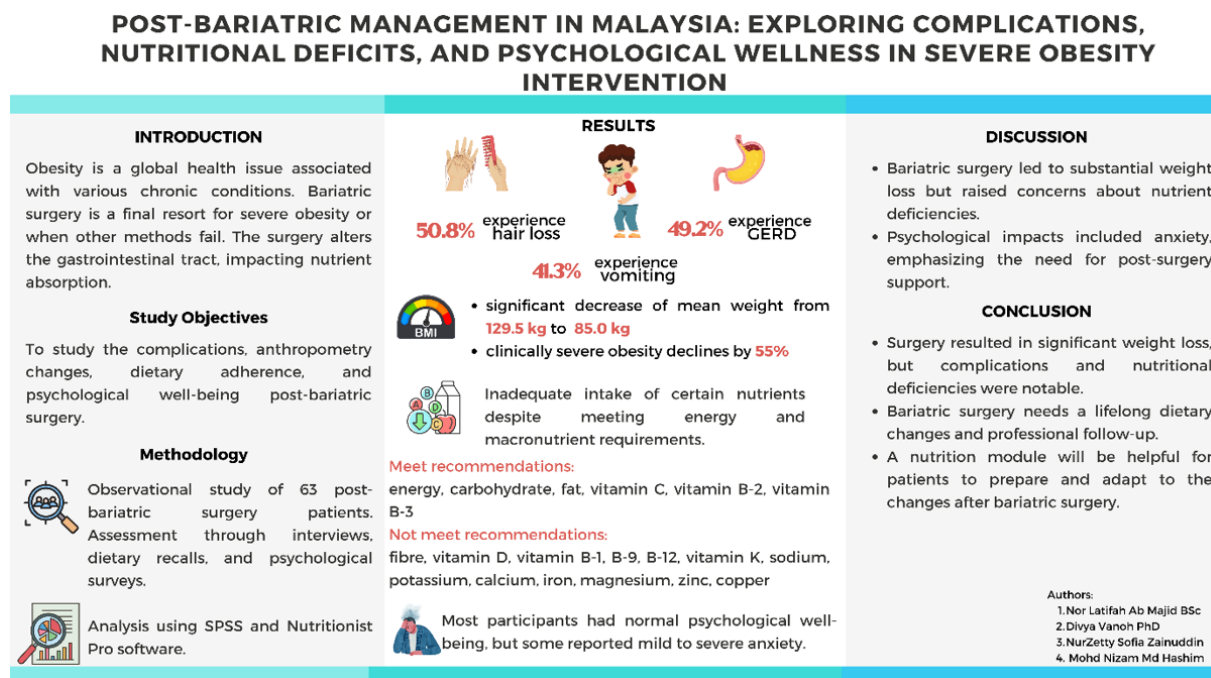 POST-BARIATRIC MANAGEMENT IN MALAYSIA: EXPLORING COMPLICATIONS,
NUTRITIONAL DEFICITS, AND PSYCHOLOGICAL WELLNESS IN SEVERE OBESITY
INTERVENTION
INTRODUCTION
Obesity is a global health issue associated
with various chronic conditions. Bariatric
surgery is a final resort for severe obesity or
when other methods fail. The surgery alters
the gastrointestinal tract, impacting nutrient
absorption.
Study Objectives
To study the complications, anthropometry
changes, dietary adherence, and
psychological well-being post-bariatric
surgery.
Methodology
Observational study of 63 post-
bariatric surgery patients.
Assessment through interviews,
dietary recalls, and psychological
surveys.
Analysis using SPSS and Nutritionist
Pro software.
RESULTS
50.8% experience
hair loss
49.2% experience
GERD
41.3% experience
vomiting
BMI
• significant decrease of mean weight from
129.5 kg to 85.0 kg
• clinically severe obesity declines by 55%
B
A
D
C
Inadequate intake of certain nutrients
despite meeting energy and
macronutrient requirements.
Meet recommendations:
energy, carbohydrate, fat, vitamin C, vitamin B-2, vitamin
B-3
Not meet recommendations:
fibre, vitamin D, vitamin B-1, B-9, B-12, vitamin K, sodium,
potassium, calcium, iron, magnesium, zinc, copper
Most participants had normal psychological well-
being, but some reported mild to severe anxiety.
DISCUSSION
• Bariatric surgery led to substantial weight
loss but raised concerns about nutrient
deficiencies.
• Psychological impacts included anxiety,
emphasizing the need for post-surgery
support.
CONCLUSION
• Surgery resulted in significant weight loss,
but complications and nutritional
deficiencies were notable.
• Bariatric surgery needs a lifelong dietary
changes and professional follow-up.
• A nutrition module will be helpful for
patients to prepare and adapt to the
changes after bariatric surgery.
Authors:
1. Nor Latifah Ab Majid BSc
2. Divya Vanoh PhD
3. NurZetty Sofia Zainuddin
4. Mohd Nizam Md Hashim